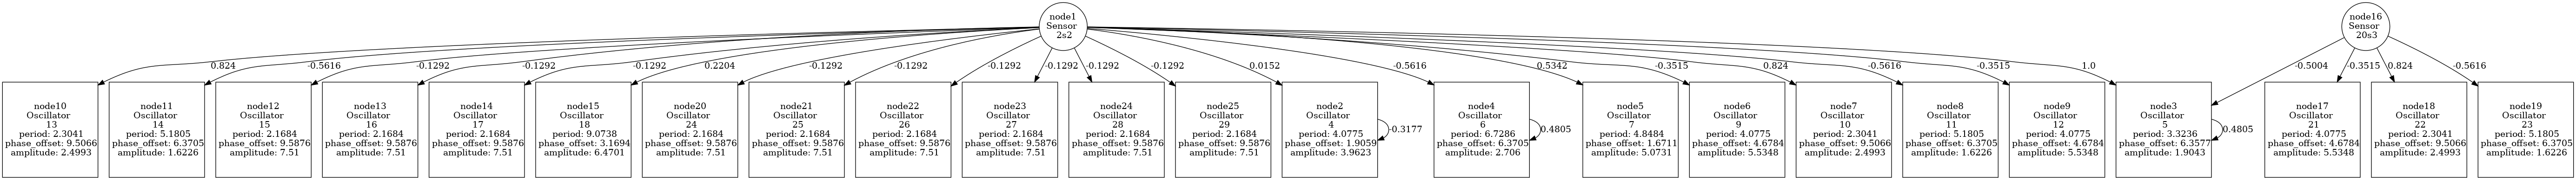 node1
Sensor
2s2
node16
Sensor
20s3
0.824
-0.5616
-0.1292
-0.1292
-0.1292
0.2204
-0.1292
-0.1292
-0.1292
-0.1292
-0.1292
-0.1292
0.0152
-0.5616
0.5342
-0.3515
0.824
-0.5616
-0.3515
1.0
-0.5004
-0.3515
0.824
-0.5616
node10
Oscillator
13
period: 2.3041
phase_offset: 9.5066
amplitude: 2.4993
node11
Oscillator
14
period: 5.1805
phase_offset: 6.3705
amplitude: 1.6226
node12
Oscillator
15
period: 2.1684
phase_offset: 9.5876
amplitude: 7.51
node13
Oscillator
16
period: 2.1684
phase_offset: 9.5876
amplitude: 7.51
node14
Oscillator
17
period: 2.1684
phase_offset: 9.5876
amplitude: 7.51
node15
Oscillator
18
period: 9.0738
phase_offset: 3.1694
amplitude: 6.4701
node20
Oscillator
24
period: 2.1684
phase_offset: 9.5876
amplitude: 7.51
node21
Oscillator
25
period: 2.1684
phase_offset: 9.5876
amplitude: 7.51
node22
Oscillator
26
period: 2.1684
phase_offset: 9.5876
amplitude: 7.51
node23
Oscillator
27
period: 2.1684
phase_offset: 9.5876
amplitude: 7.51
node24
Oscillator
28
period: 2.1684
phase_offset: 9.5876
amplitude: 7.51
node25
Oscillator
29
period: 2.1684
phase_offset: 9.5876
amplitude: 7.51
node2
Oscillator
4
period: 4.0775
phase_offset: 1.9059
amplitude: 3.9623
-0.3177
node4
Oscillator
6
period: 6.7286
phase_offset: 6.3705
amplitude: 2.706
0.4805
node5
Oscillator
7
period: 4.8484
phase_offset: 1.6711
amplitude: 5.0731
node6
Oscillator
9
period: 4.0775
phase_offset: 4.6784
amplitude: 5.5348
node7
Oscillator
10
period: 2.3041
phase_offset: 9.5066
amplitude: 2.4993
node8
Oscillator
11
period: 5.1805
phase_offset: 6.3705
amplitude: 1.6226
node9
Oscillator
12
period: 4.0775
phase_offset: 4.6784
amplitude: 5.5348
node3
Oscillator
5
period: 3.3236
phase_offset: 6.3577
amplitude: 1.9043
0.4805
node17
Oscillator
21
period: 4.0775
phase_offset: 4.6784
amplitude: 5.5348
node18
Oscillator
22
period: 2.3041
phase_offset: 9.5066
amplitude: 2.4993
node19
Oscillator
23
period: 5.1805
phase_offset: 6.3705
amplitude: 1.6226